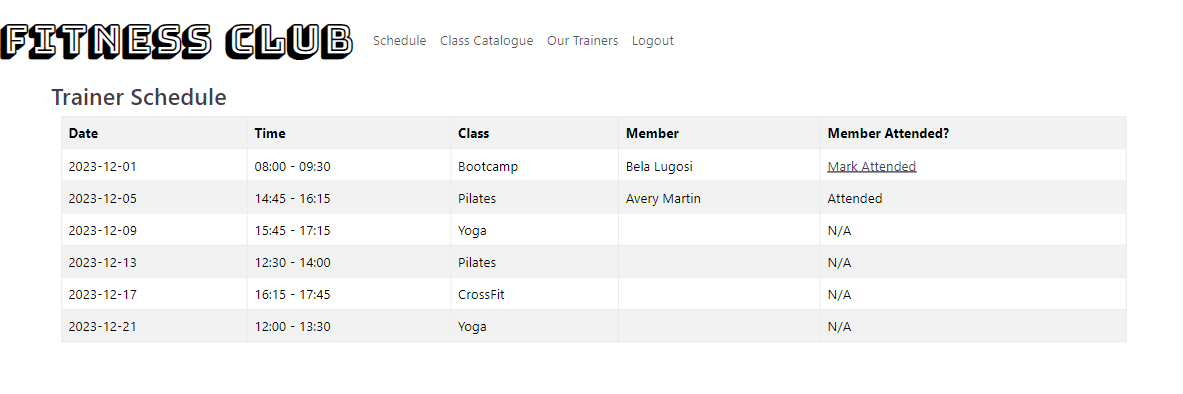 FITNESS CLUB Schedule Class Catalogue Our Trainers Logout
Trainer Schedule
Date Time Class Member Member Attended?
2023-12-01 08:00 - 09:30 Bootcamp Bela Lugosi Mark Attended
2023-12-05 14:45 - 16:15 Pilates Avery Martin Attended
2023-12-09 15:45 - 17:15 Yoga N/A
2023-12-13 12:30 - 14:00 Pilates N/A
2023-12-17 16:15 - 17:45 CrossFit N/A
2023-12-21 12:00 - 13:30 Yoga N/A